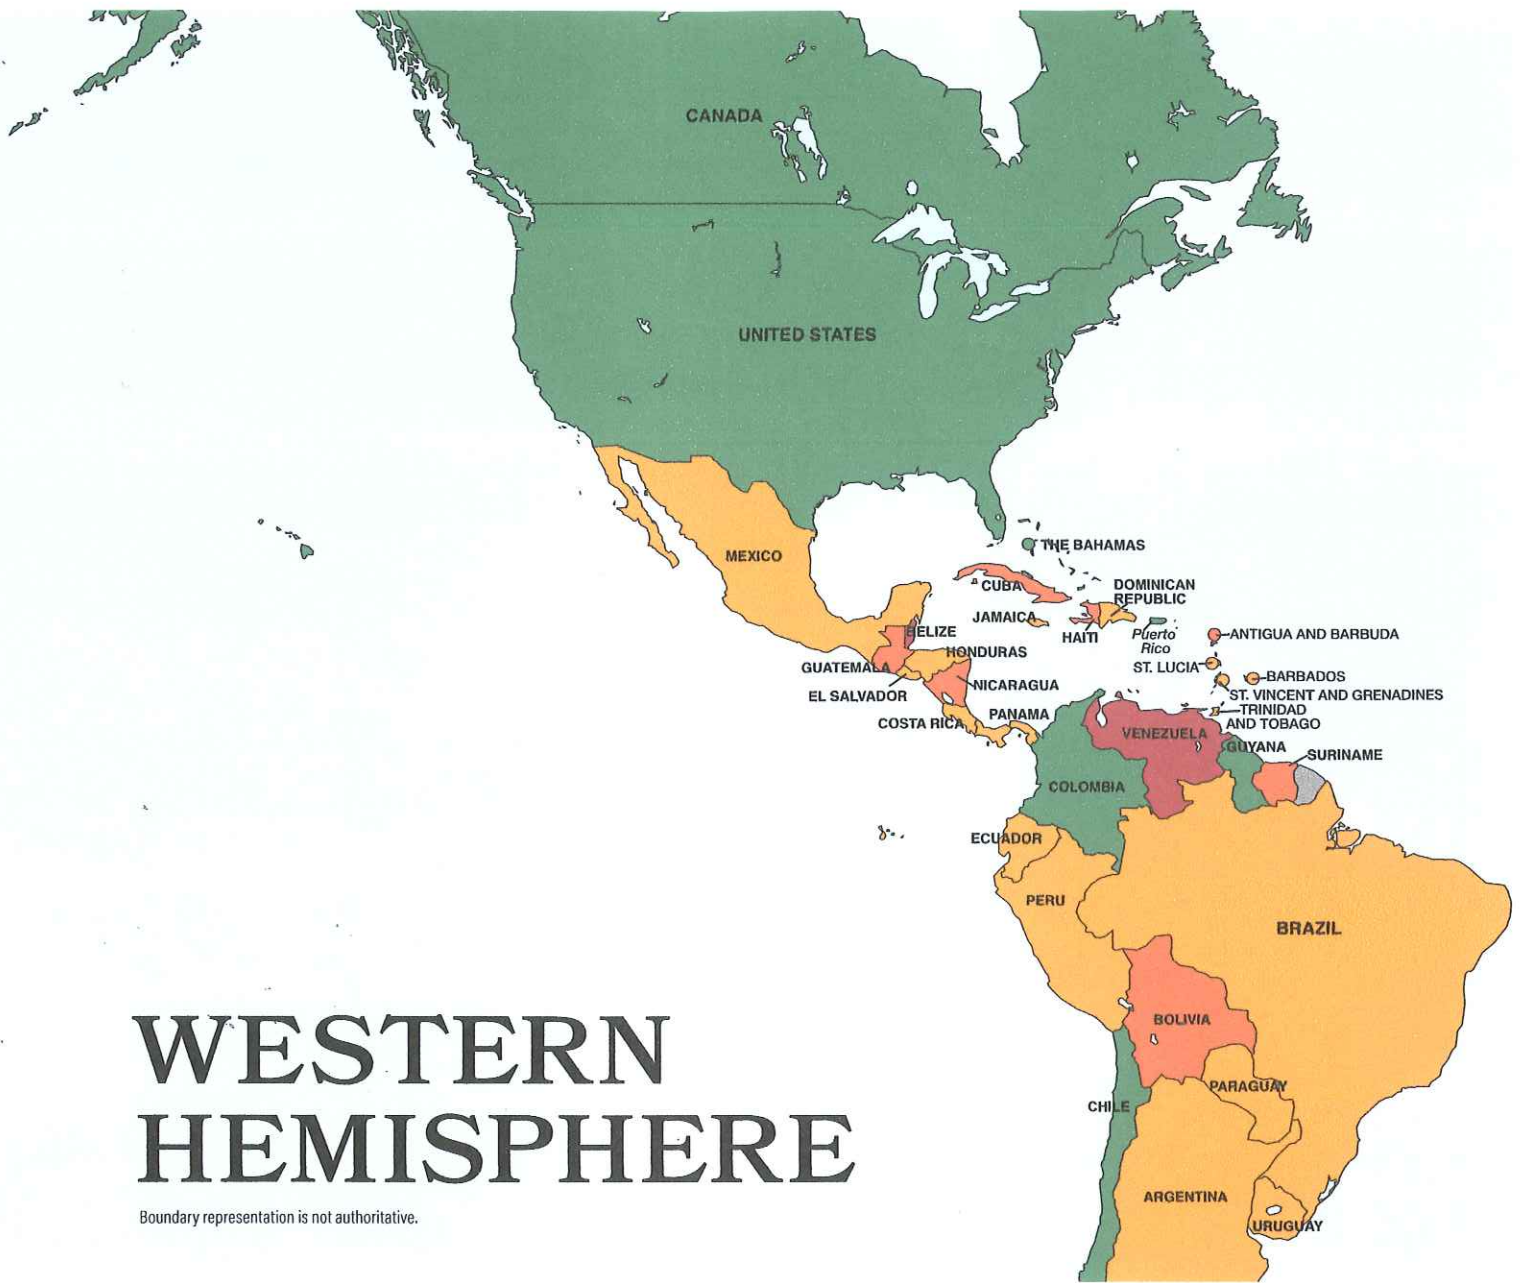 CANADA
UNITED STATES
MEXICO
THE BAHAMAS
CUBA
DOMINICAN
REPUBLIC
JAMAICA
HAITI
Puerto
Rico
BELIZE
ANTIGUA AND BARBUDA
HONDURAS
GUATEMALA
ST. LUCIA
BARBADOS
NICARAGUA
EL SALVADOR
ST. VINCENT AND GRENADINES
TRINIDAD
AND TOBAGO
COSTA RICA
PANAMA
VENEZUELA
GUYANA
SURINAME
COLOMBIA
ECUADOR
PERU
BRAZIL
BOLIVIA
PARAGUAY
CHILE
ARGENTINA
URUGUAY
WESTERN
HEMISPHERE
Boundary representation is not authoritative.